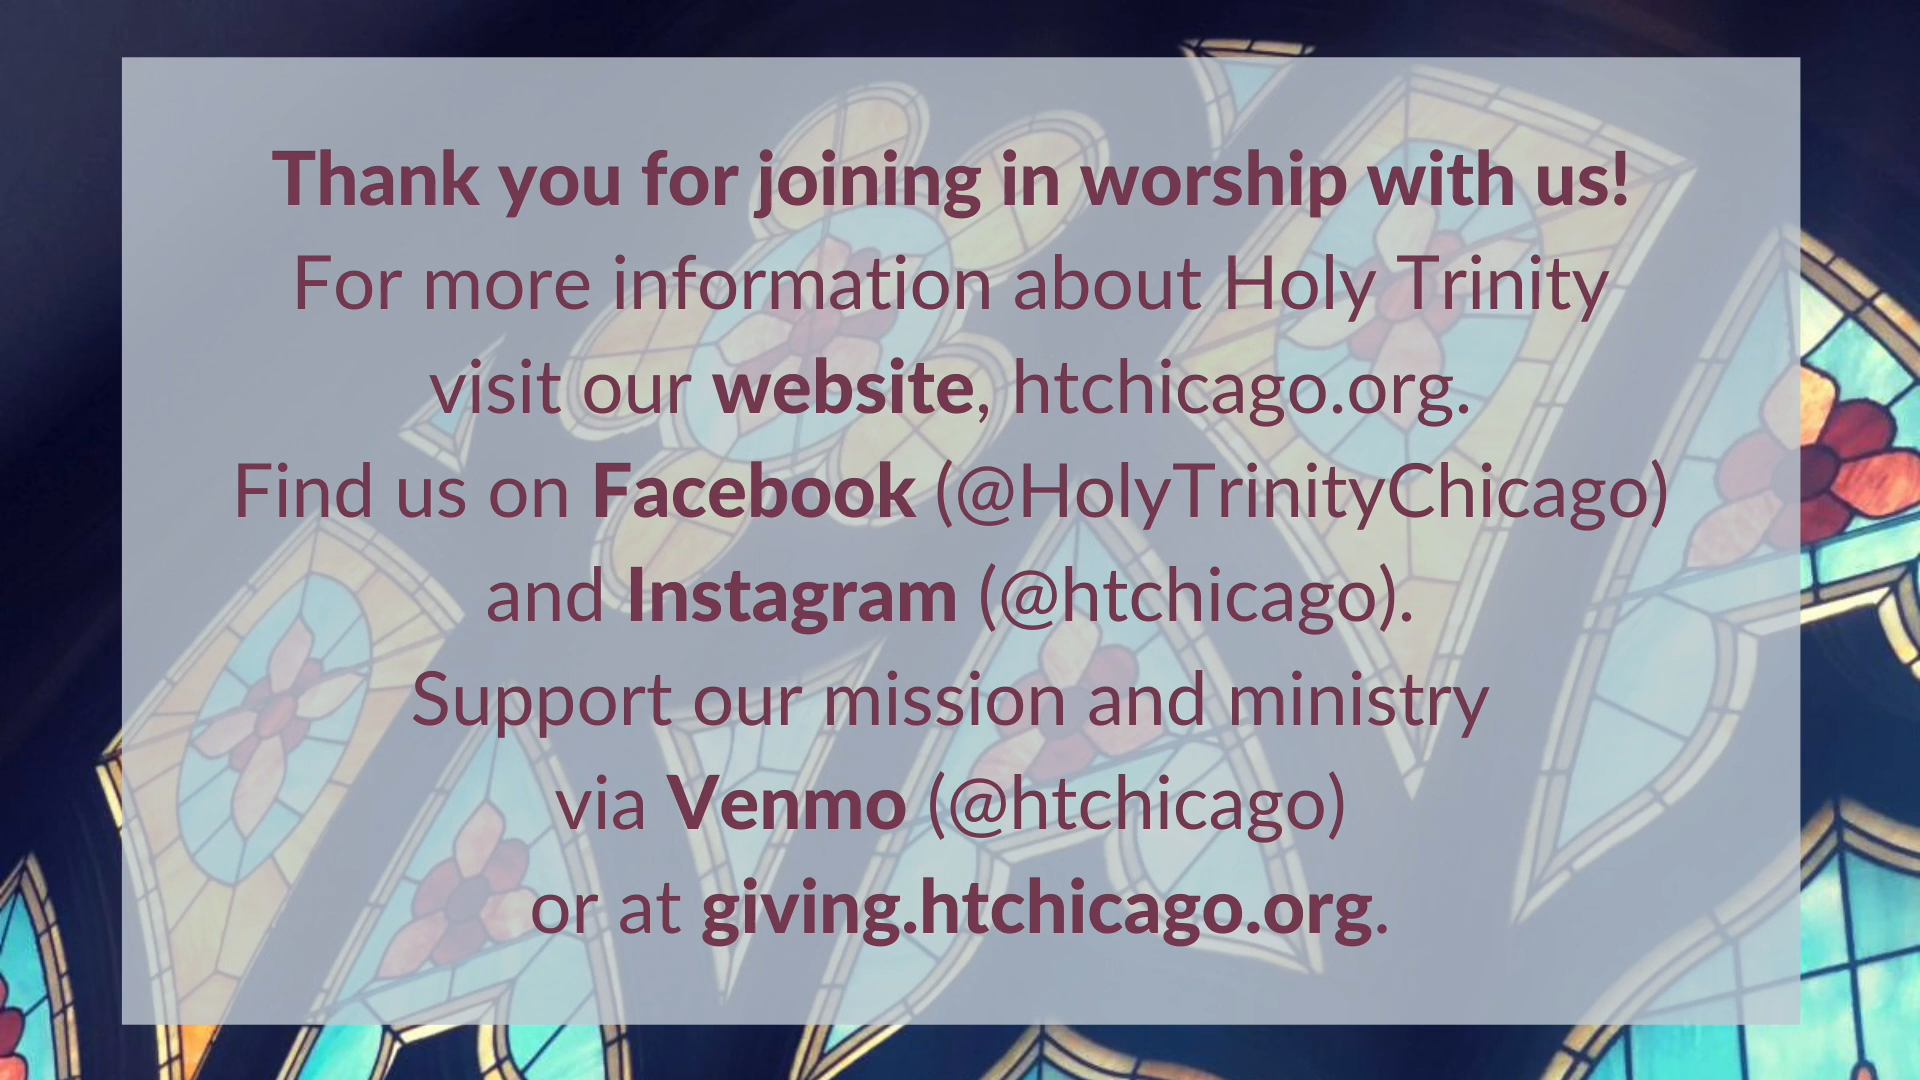 Thank you for joining in worship with us!
For more information about Holy Trinity
visit our website, htchicago.org.
Find us on Facebook (@HolyTrinityChicago)
and Instagram (@htchicago).
Support our mission and ministry
via Venmo (@htchicago)
or at giving.htchicago.org.